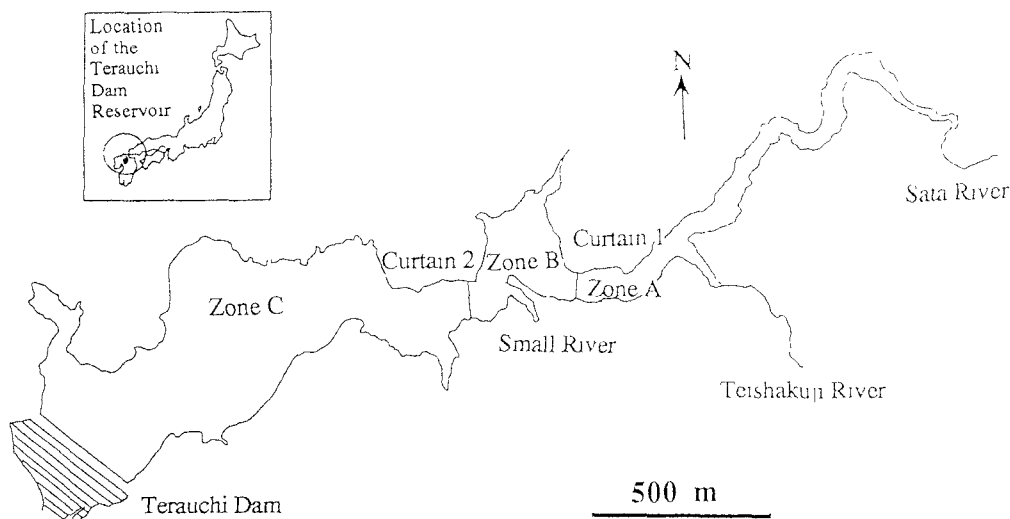 Location
of the
Terauchi
Dam
Reservoir
N
Sata River
Curtain 1
Curtain 2
Zone B
Zone A
Zone C
Small River
Teishakuji River
500 m
Terauchi Dam